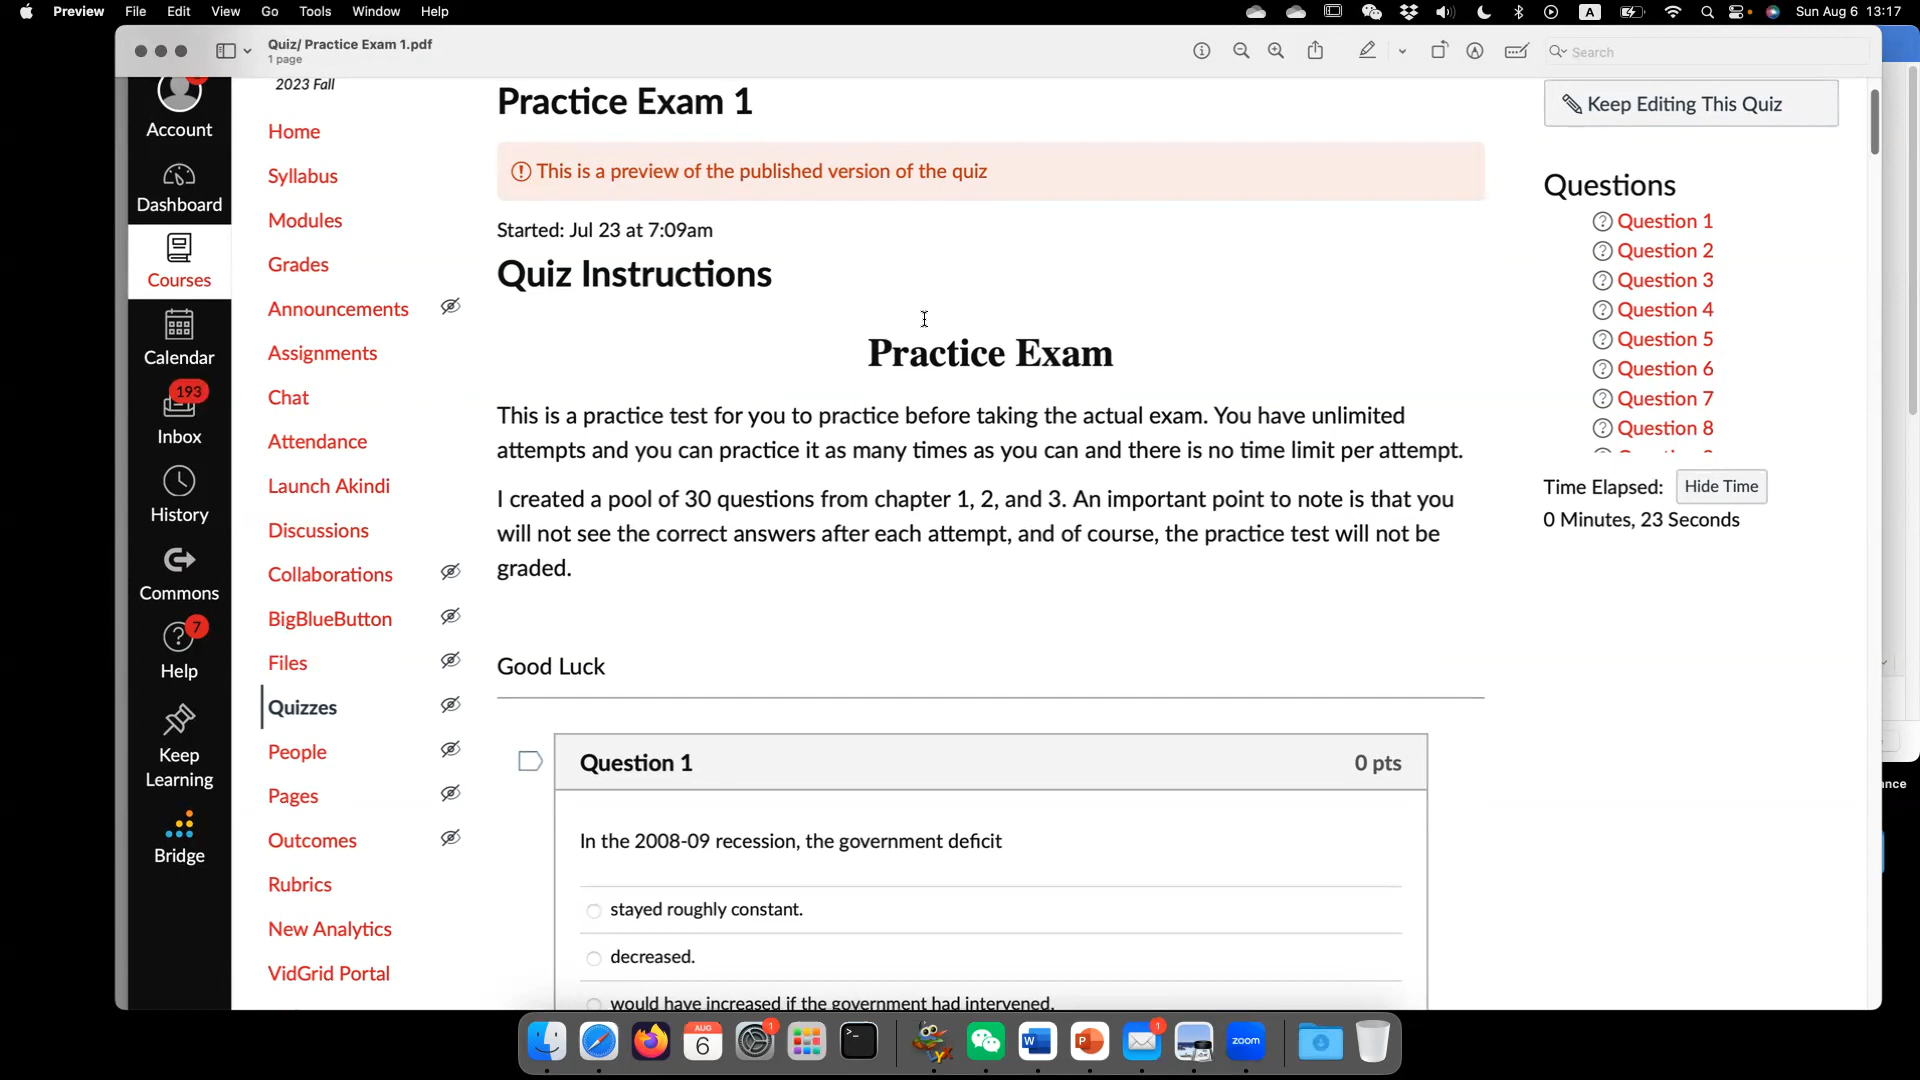 Preview File Edit View Go Tools Window Help
A
Sun Aug 6 13:17
Quiz/ Practice Exam 1.pdf
1 page
Search
Account
Dashboard
Courses
Calendar
193
Inbox
History
Commons
7
Help
Keep
Learning
Bridge
2023 Fall
Home
Syllabus
Modules
Grades
Announcements
Assignments
Chat
Attendance
Launch Akindi
Discussions
Collaborations
BigBlueButton
Files
Quizzes
People
Pages
Outcomes
Rubrics
New Analytics
VidGrid Portal
Practice Exam 1
This is a preview of the published version of the quiz
Started: Jul 23 at 7:09am
Quiz Instructions
Practice Exam
This is a practice test for you to practice before taking the actual exam. You have unlimited
attempts and you can practice it as many times as you can and there is no time limit per attempt.
I created a pool of 30 questions from chapter 1, 2, and 3. An important point to note is that you
will not see the correct answers after each attempt, and of course, the practice test will not be
graded.
Good Luck
Question 1 0 pts
In the 2008-09 recession, the government deficit
stayed roughly constant.
decreased.
would have increased if the government had intervened.
Keep Editing This Quiz
Questions
Question 1
Question 2
Question 3
Question 4
Question 5
Question 6
Question 7
Question 8
Time Elapsed: Hide Time
0 Minutes, 23 Seconds
ance
AUG
6
1
W
P
1
zoom